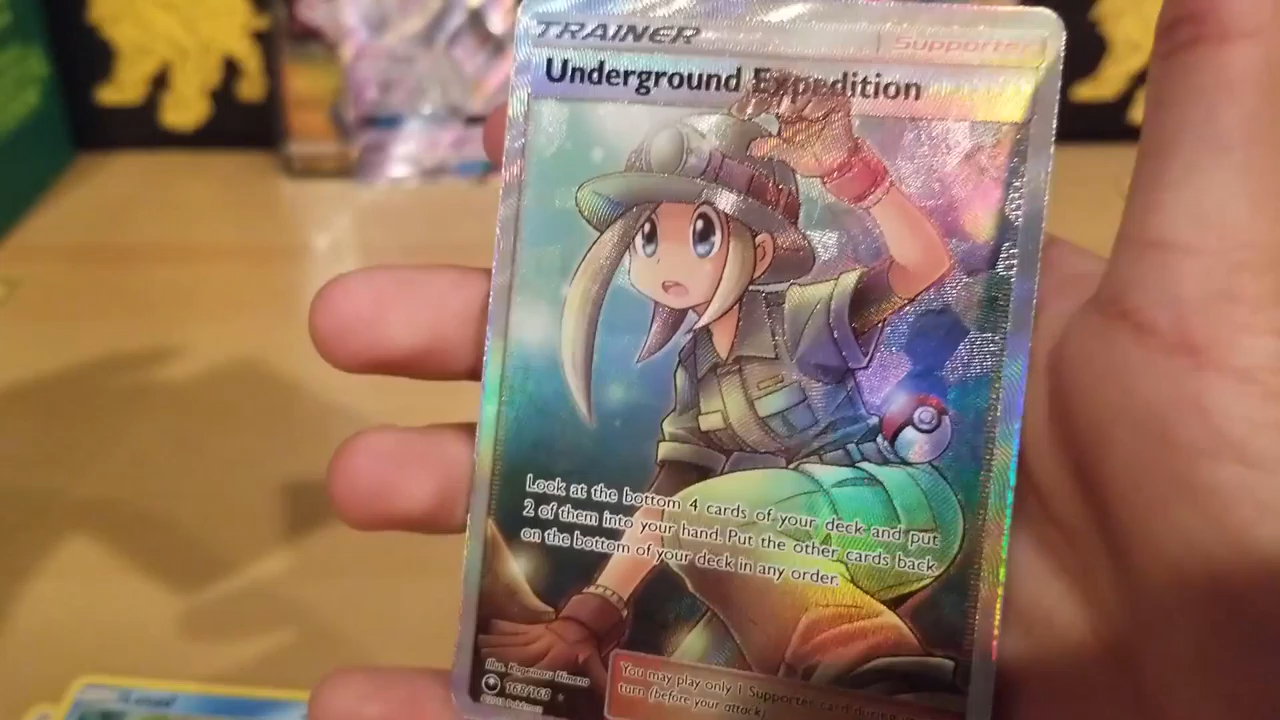 TRAINER
Supporter
Underground Expedition
Look at the bottom 4 cards of your deck and put
2 of them into your hand. Put the other cards back
on the bottom of your deck in any order.
Illus. Kagemaru Himeno
168/168
©2018 Pokémon
You may play only 1 Supporter card during
turn (before your attack)